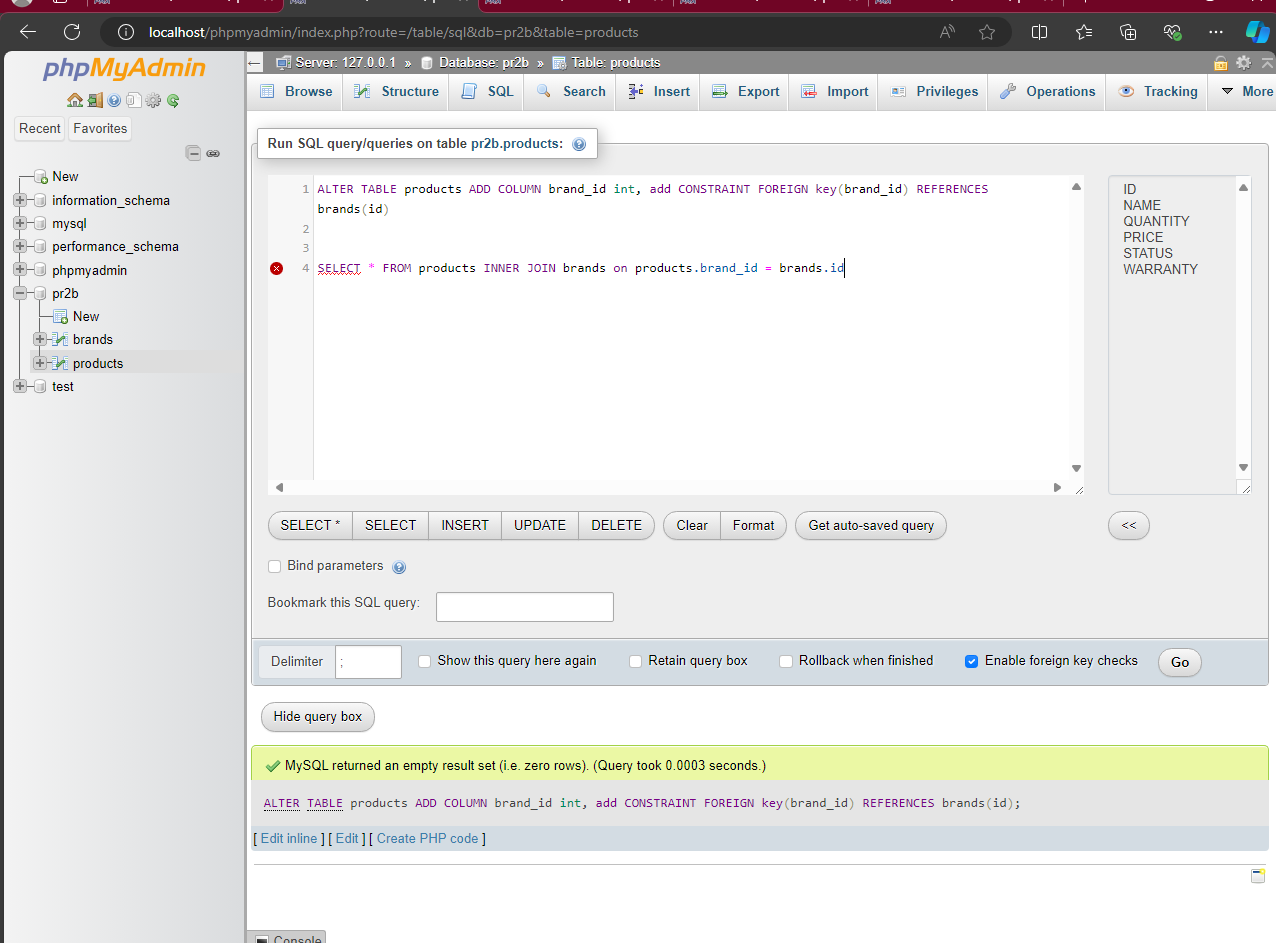 localhost/phpmyadmin/index.php?route=/table/sql&db=pr2b&table=products
phpMyAdmin
Recent Favorites
New
information_schema
mysql
performance_schema
phpmyadmin
pr2b
New
brands
products
test
Server: 127.0.0.1 » Database: pr2b » Table: products
Browse Structure SQL Search Insert Export Import Privileges Operations Tracking More
Run SQL query/queries on table pr2b.products:
1 ALTER TABLE products ADD COLUMN brand_id int, add CONSTRAINT FOREIGN key(brand_id) REFERENCES
brands(id)
2
3
4 SELECT * FROM products INNER JOIN brands on products.brand_id = brands.id
ID
NAME
QUANTITY
PRICE
STATUS
WARRANTY
SELECT * SELECT INSERT UPDATE DELETE Clear Format Get auto-saved query <<
Bind parameters
Bookmark this SQL query:
Delimiter ; Show this query here again Retain query box Rollback when finished Enable foreign key checks Go
Hide query box
MySQL returned an empty result set (i.e. zero rows). (Query took 0.0003 seconds.)
ALTER TABLE products ADD COLUMN brand_id int, add CONSTRAINT FOREIGN key(brand_id) REFERENCES brands(id);
[ Edit inline ] [ Edit ] [ Create PHP code ]
Console